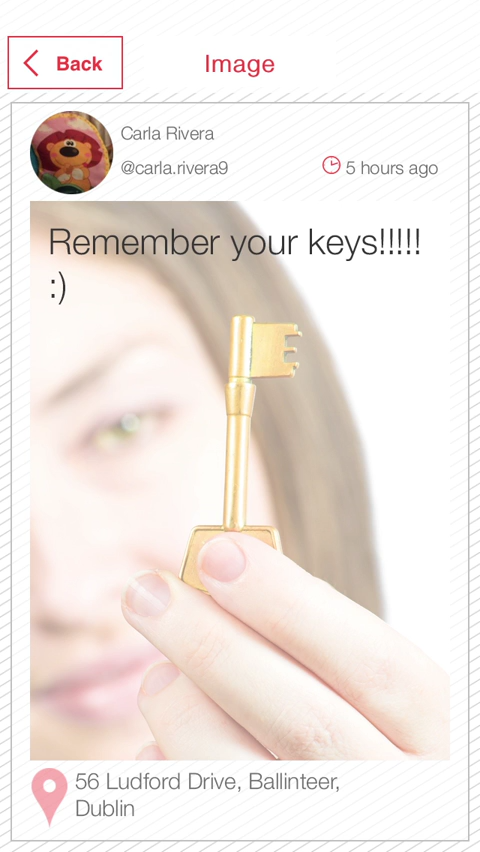 Back
Image
Carla Rivera
@carla.rivera9
5 hours ago
Remember your keys!!!!!
:)
56 Ludford Drive, Ballinteer,
Dublin